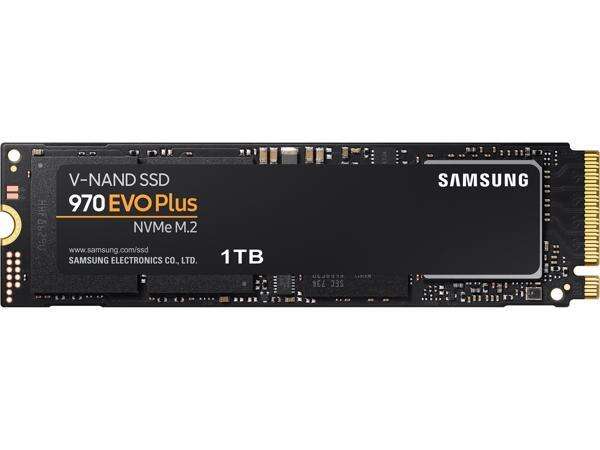 V-NAND SSD
970 EVO Plus
NVMe M.2
www.samsung.com/ssd
SAMSUNG ELECTRONICS CO., LTD.
1TB
SAMSUNG